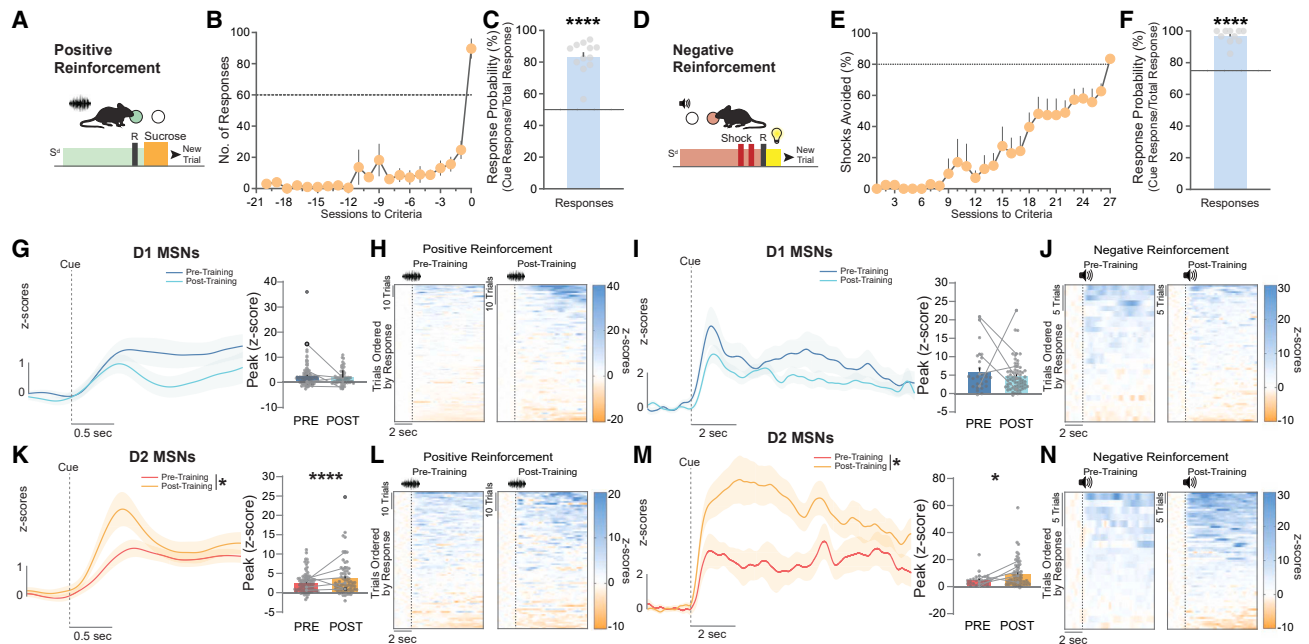 A
Positive
Reinforcement
R
Sucrose
Sᵈ
New
Trial
B
No. of Responses
100
80
60
40
20
0
-21
-18
-15
-12
-9
-6
-3
0
Sessions to Criteria
C
Response Probability (%)
(Cue Response/Total Response)
****
100
80
60
40
20
0
Responses
D
Negative
Reinforcement
Shock
R
Sᵈ
New
Trial
E
Shocks Avoided (%)
100
80
60
40
20
0
3
6
9
12
15
18
21
24
27
Sessions to Criteria
F
Response Probability (%)
(Cue Response/Total Response)
****
100
80
60
40
20
0
Responses
G
D1 MSNs
Cue
Pre-Training
Post-Training
z-scores
1
0
0.5 sec
Peak (z-score)
40
30
20
10
0
-10
PRE
POST
H
Positive Reinforcement
Pre-Training
Post-Training
10 Trials
10 Trials
Trials Ordered
by Response
2 sec
40
20
0
-20
z-scores
I
D1 MSNs
Cue
Pre-Training
Post-Training
z-scores
2
0
2 sec
Peak (z-score)
30
25
20
15
10
5
0
-5
PRE
POST
J
Negative Reinforcement
Pre-Training
Post-Training
5 Trials
5 Trials
Trials Ordered
by Response
2 sec
30
20
10
0
-10
z-scores
K
D2 MSNs
Cue
Pre-Training
Post-Training
*
z-scores
1
0
0.5 sec
Peak (z-score)
****
30
25
20
15
10
5
0
-5
PRE
POST
L
Positive Reinforcement
Pre-Training
Post-Training
10 Trials
10 Trials
Trials Ordered
by Response
2 sec
20
10
0
-10
z-scores
M
D2 MSNs
Cue
Pre-Training
Post-Training
*
z-scores
2
0
2 sec
Peak (z-score)
*
80
60
40
20
0
-20
PRE
POST
N
Negative Reinforcement
Pre-Training
Post-Training
5 Trials
5 Trials
Trials Ordered
by Response
2 sec
30
20
10
0
-10
z-scores